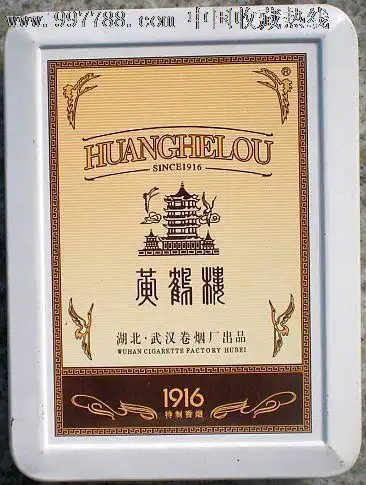 www.997788.com 中国收藏热线
®
HUANGHELOU
SINCE1916
黄鹤楼
湖北·武汉卷烟厂出品
WUHAN CIGARETTE FACTORY HUBEI
1916
特制香烟